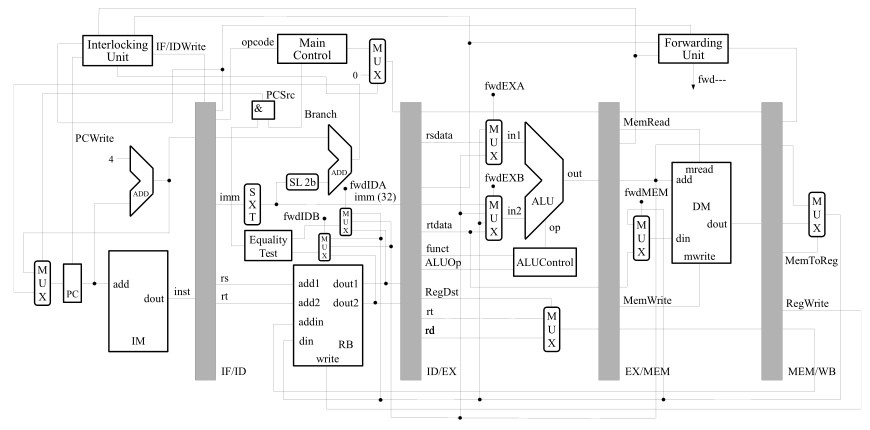 Interlocking
Unit
IF/IDWrite
opcode
Main
Control
M
U
X
0
Forwarding
Unit
fwd---
PCSrc
&
Branch
fwdEXA
PCWrite
4
ADD
ADD
MemRead
rsdata
M
U
X
in1
mread
add
imm
S
X
T
SL 2b
fwdIDA
imm (32)
fwdEXB
ALU
out
fwdMEM
DM
dout
M
U
X
fwdIDB
M
U
X
M
U
X
in2
rtdata
M
U
X
din
mwrite
Equality
Test
M
U
X
op
funct
ALUOp
ALUControl
MemToReg
M
U
X
PC
add
dout
IM
inst
rs
rt
add1
add2
addin
din
dout1
dout2
RB
write
RegDst
rt
rd
M
U
X
MemWrite
RegWrite
IF/ID
ID/EX
EX/MEM
MEM/WB